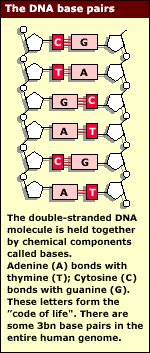 The DNA base pairs
C G
T A
G C
A T
C G
A T
The double-stranded DNA
molecule is held together
by chemical components
called bases.
Adenine (A) bonds with
thymine (T); Cytosine (C)
bonds with guanine (G).
These letters form the
"code of life". There are
some 3bn base pairs in the
entire human genome.